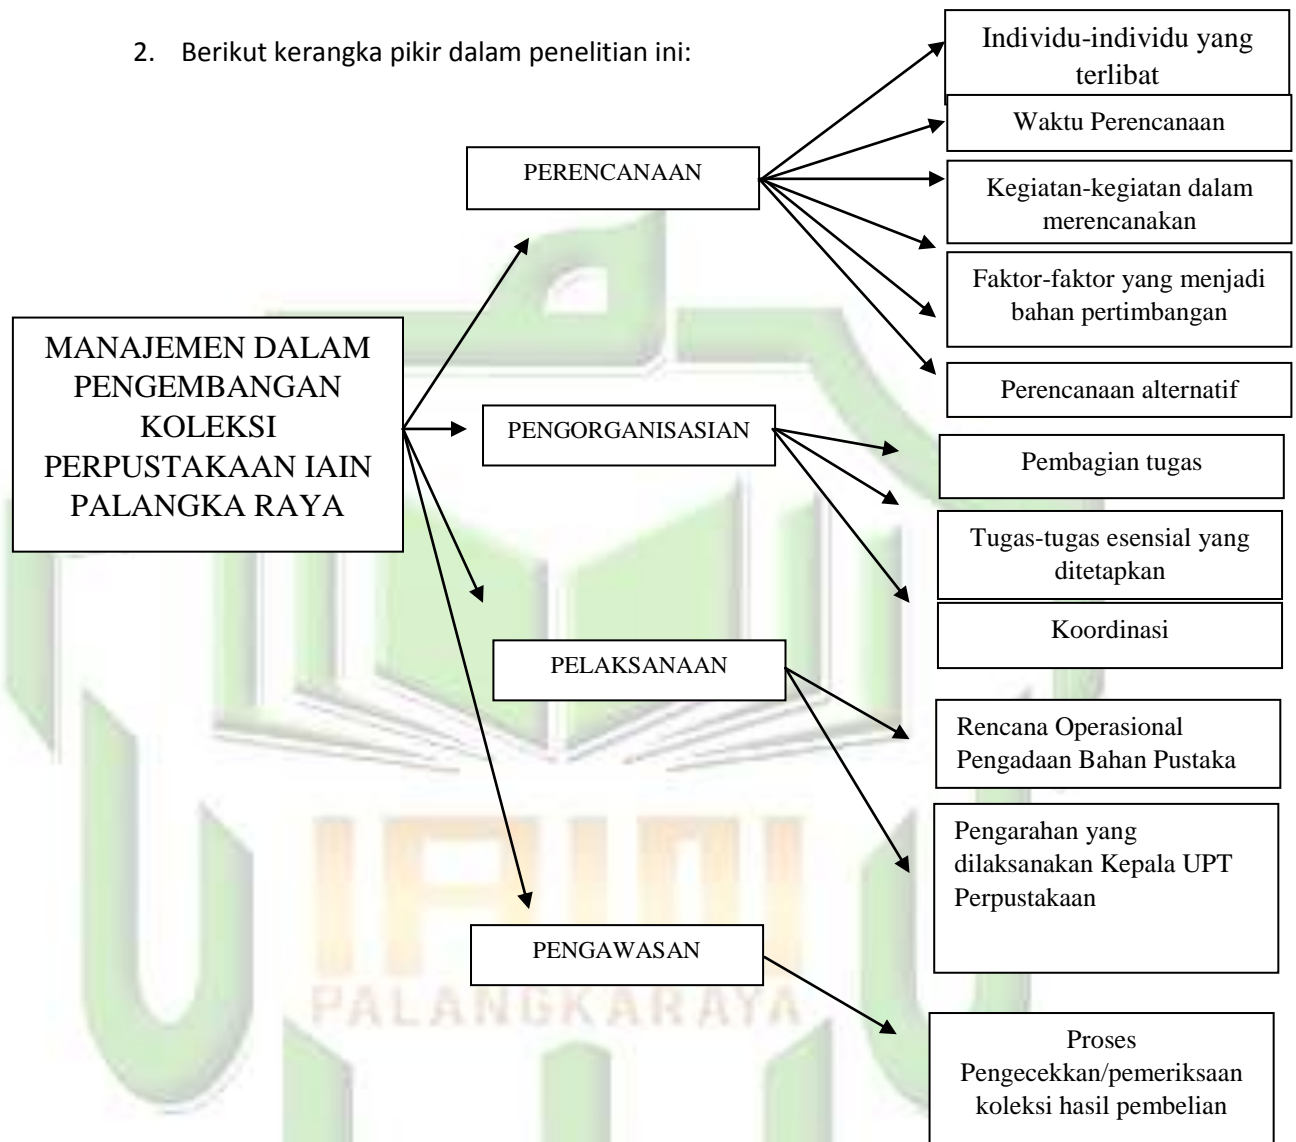 2. Berikut kerangka pikir dalam penelitian ini:
MANAJEMEN DALAM
PENGEMBANGAN
KOLEKSI
PERPUSTAKAAN IAIN
PALANGKA RAYA
PERENCANAAN
Individu-individu yang
terlibat
Waktu Perencanaan
Kegiatan-kegiatan dalam
merencanakan
Faktor-faktor yang menjadi
bahan pertimbangan
Perencanaan alternatif
PENGORGANISASIAN
Pembagian tugas
Tugas-tugas esensial yang
ditetapkan
Koordinasi
PELAKSANAAN
Rencana Operasional
Pengadaan Bahan Pustaka
Pengarahan yang
dilaksanakan Kepala UPT
Perpustakaan
PENGAWASAN
Proses
Pengecekkan/pemeriksaan
koleksi hasil pembelian
IAIN
PALANGKARAYA